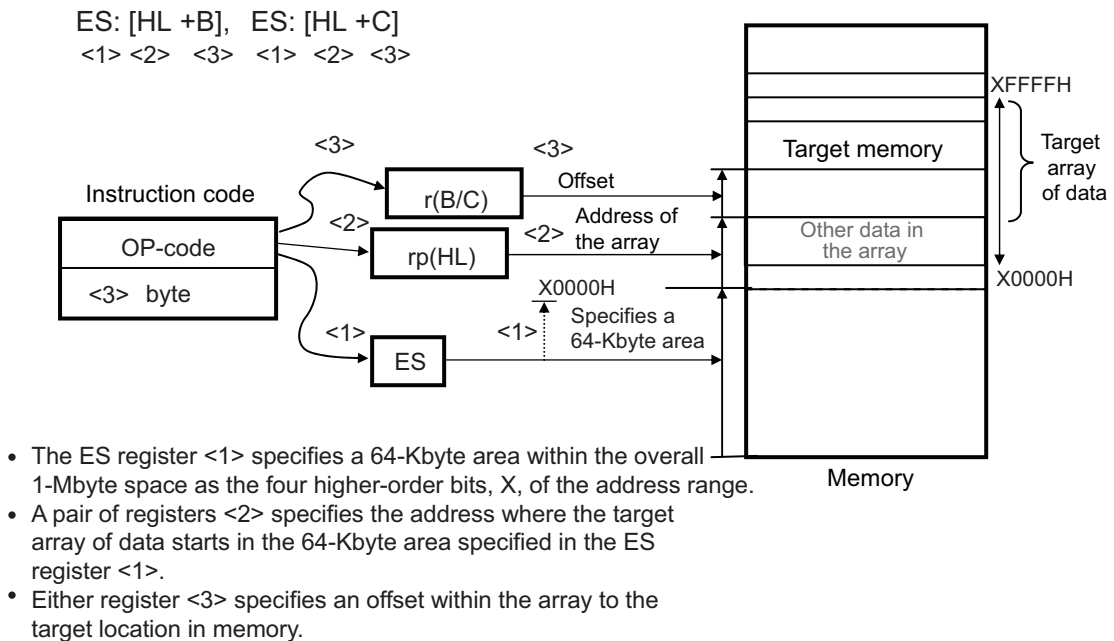 ES: [HL +B], ES: [HL +C]
<1> <2> <3> <1> <2> <3>
XFFFFH
Target memory
Target
array
of data
Other data in
the array
X0000H
Memory
<3>
<3>
Instruction code
OP-code
<3> byte
r(B/C)
Offset
<2>
rp(HL)
<2>
Address of
the array
X0000H
Specifies a
64-Kbyte area
<1>
<1>
ES
• The ES register <1> specifies a 64-Kbyte area within the overall
1-Mbyte space as the four higher-order bits, X, of the address range.
• A pair of registers <2> specifies the address where the target
array of data starts in the 64-Kbyte area specified in the ES
register <1>.
• Either register <3> specifies an offset within the array to the
target location in memory.